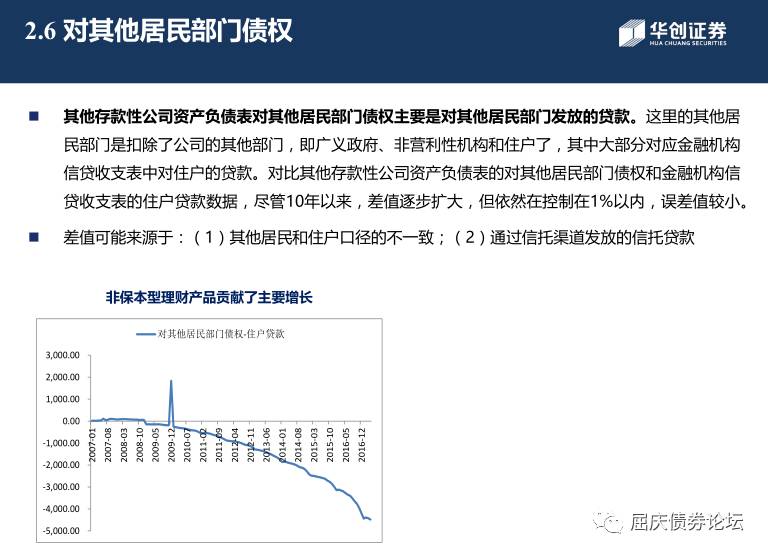 2.6 对其他居民部门债权
华创证券
HUA CHUANG SECURITIES
■ 其他存款性公司资产负债表对其他居民部门债权主要是对其他居民部门发放的贷款。这里的其他居
民部门是扣除了公司的其他部门，即广义政府、非营利性机构和住户了，其中大部分对应金融机构
信贷收支表中对住户的贷款。对比其他存款性公司资产负债表的对其他居民部门债权和金融机构信
贷收支表的住户贷款数据，尽管10年以来，差值逐步扩大，但依然在控制在1%以内，误差值较小。
■ 差值可能来源于：（1）其他居民和住户口径的不一致；（2）通过信托渠道发放的信托贷款
非保本型理财产品贡献了主要增长
对其他居民部门债权-住户贷款
3,000.00
2,000.00
1,000.00
0.00
-1,000.00
-2,000.00
-3,000.00
-4,000.00
-5,000.00
2007-01
2007-08
2008-03
2008-10
2009-05
2009-12
2010-07
2011-02
2011-09
2012-04
2012-11
2013-06
2014-01
2014-08
2015-03
2015-10
2016-05
2016-12
屈庆债券论坛